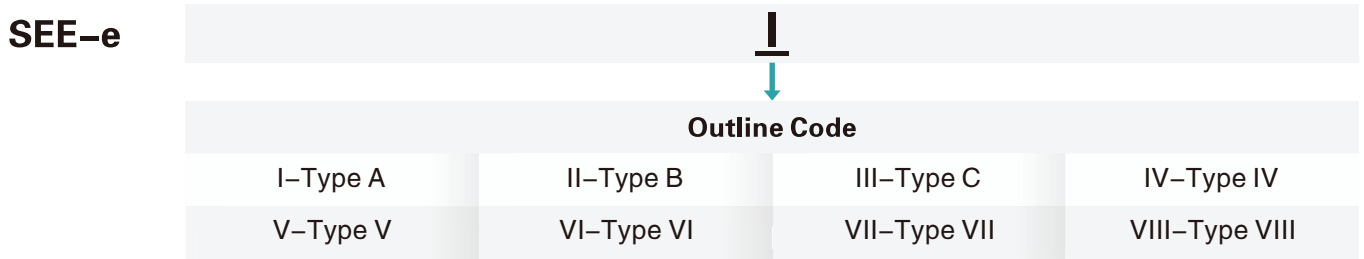 SEE–e I
Outline Code
I–Type A II–Type B III–Type C IV–Type IV
V–Type V VI–Type VI VII–Type VII VIII–Type VIII